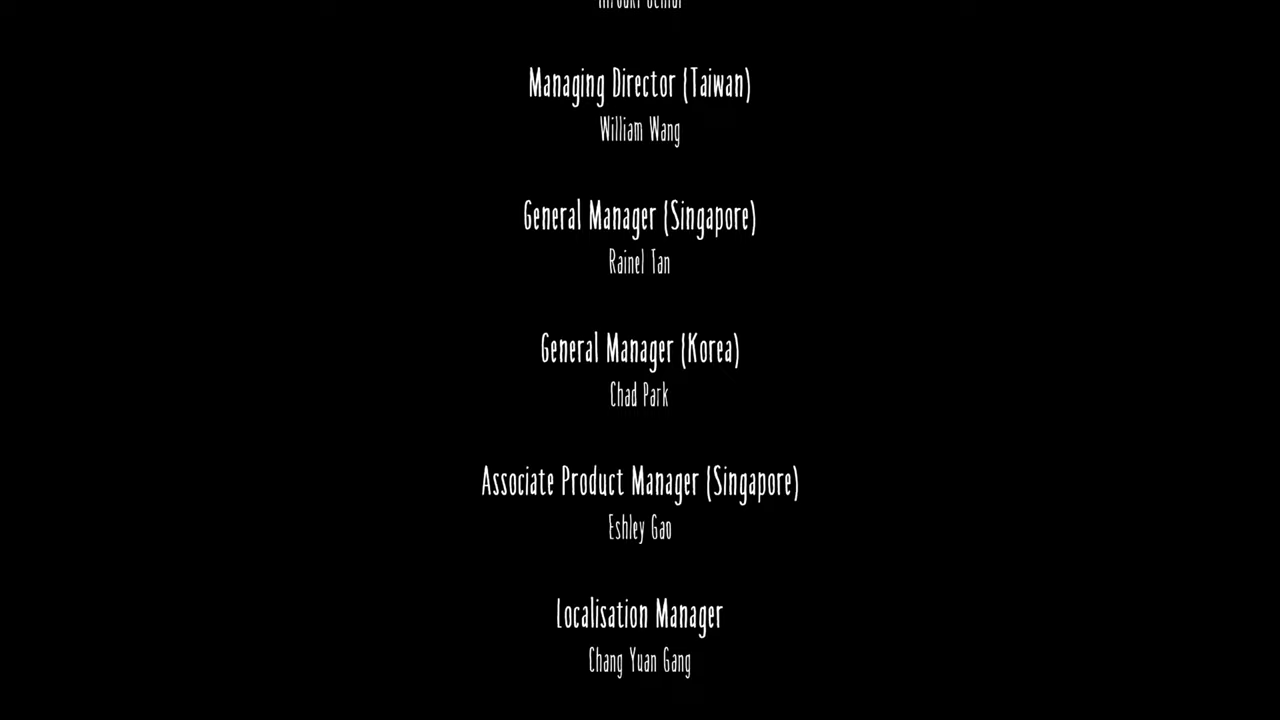 Managing Director (Taiwan)
William Wang
General Manager (Singapore)
Rainel Tan
General Manager (Korea)
Chad Park
Associate Product Manager (Singapore)
Eshley Gao
Localisation Manager
Chang Yuan Gang